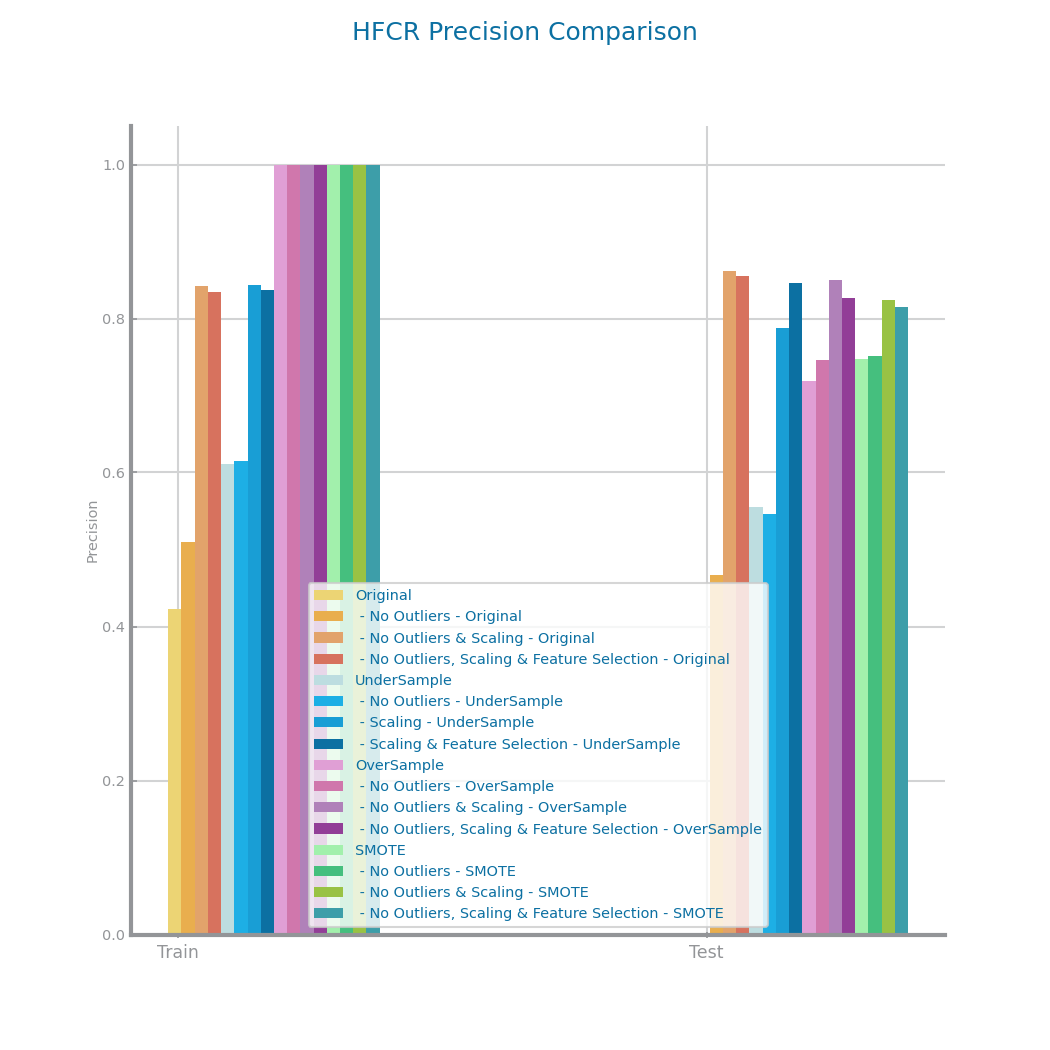 HFCR Precision Comparison
1.0
0.8
0.6
0.4
0.2
0.0
Precision
Original
- No Outliers - Original
- No Outliers & Scaling - Original
- No Outliers, Scaling & Feature Selection - Original
UnderSample
- No Outliers - UnderSample
- Scaling - UnderSample
- Scaling & Feature Selection - UnderSample
OverSample
- No Outliers - OverSample
- No Outliers & Scaling - OverSample
- No Outliers, Scaling & Feature Selection - OverSample
SMOTE
- No Outliers - SMOTE
- No Outliers & Scaling - SMOTE
- No Outliers, Scaling & Feature Selection - SMOTE
Train
Test